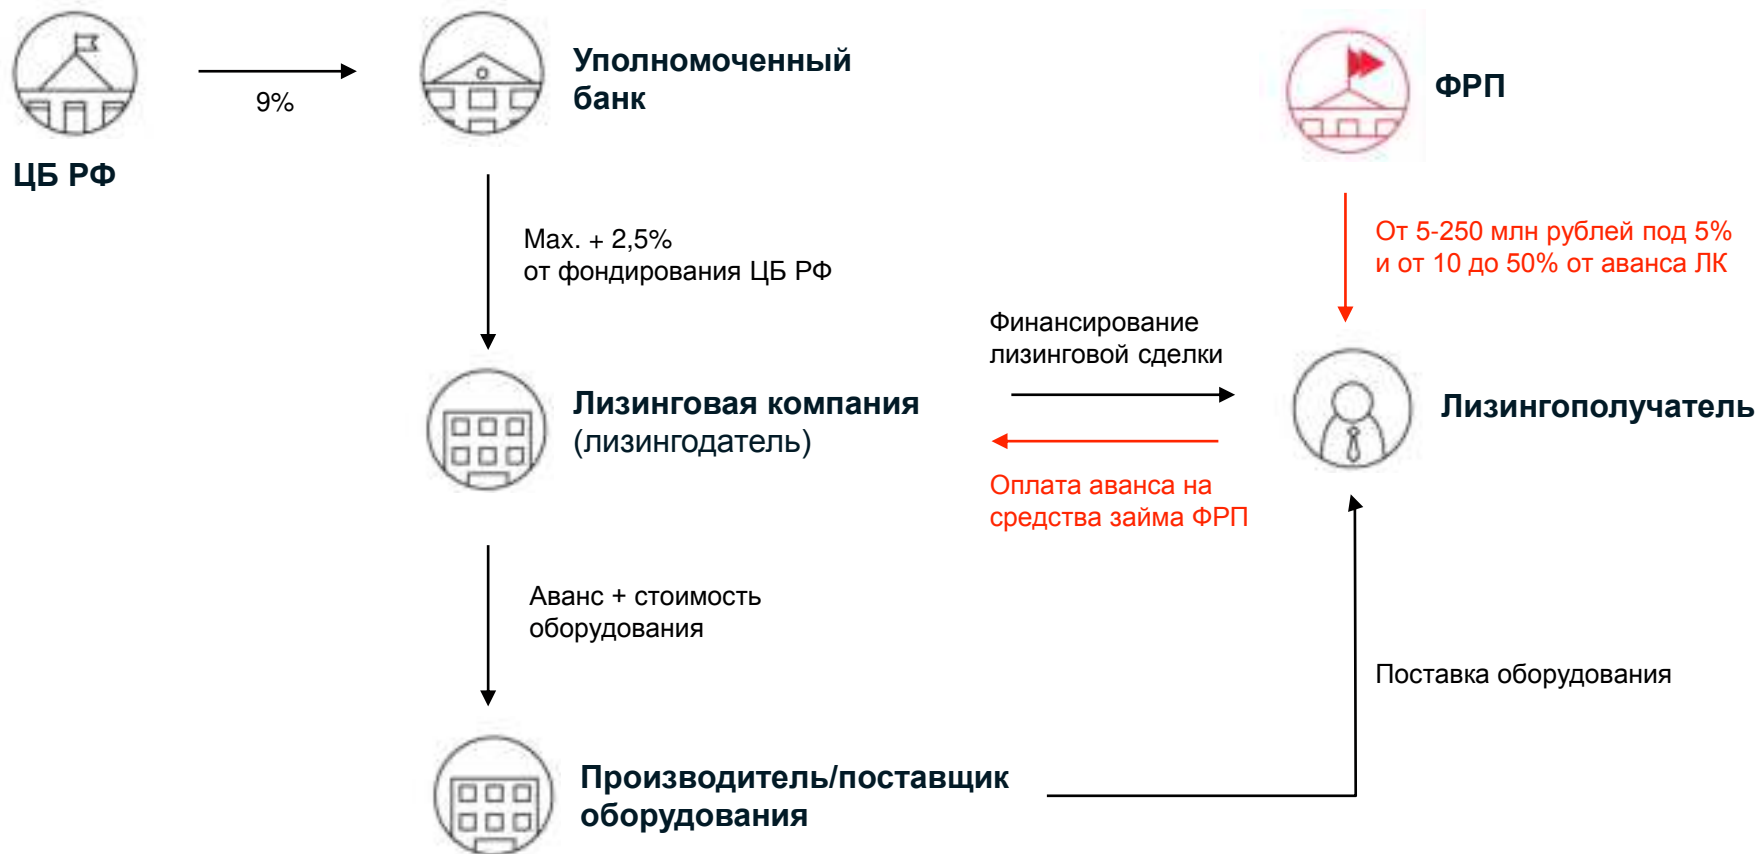 ЦБ РФ
9%
Уполномоченный
банк
ФРП
Max. + 2,5%
от фондирования ЦБ РФ
От 5-250 млн рублей под 5%
и от 10 до 50% от аванса ЛК
Финансирование
лизинговой сделки
Лизинговая компания
(лизингодатель)
Лизингополучатель
Оплата аванса на
средства займа ФРП
Аванс + стоимость
оборудования
Поставка оборудования
Производитель/поставщик
оборудования